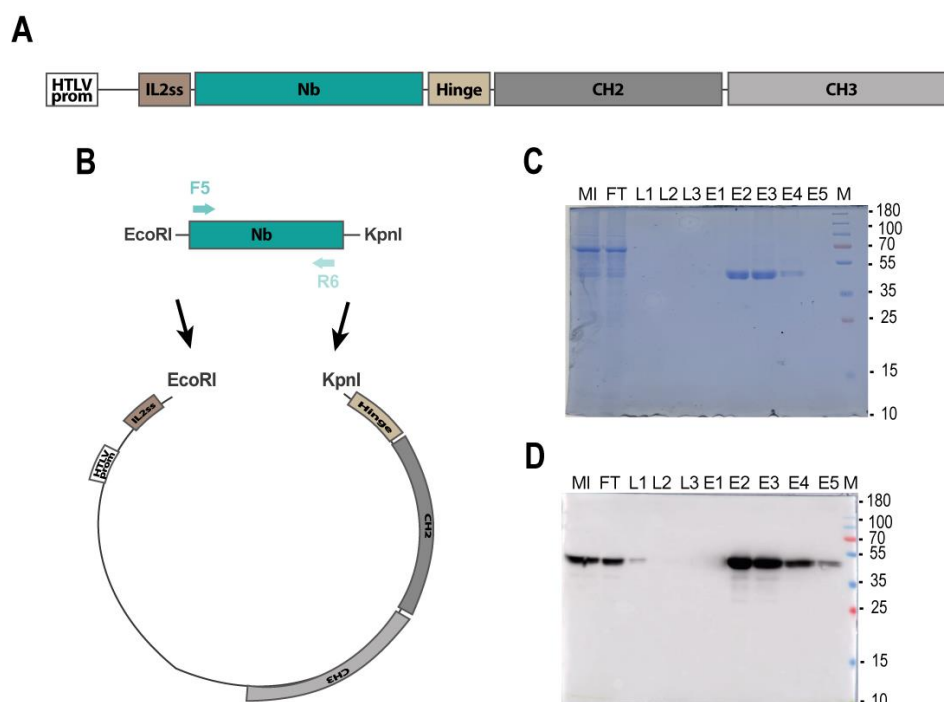 A
HTLV
prom
IL2ss
Nb
Hinge
CH2
CH3
B
F5
EcoRI
Nb
KpnI
R6
EcoRI
KpnI
IL2ss
HTLV
prom
Hinge
CH2
CH3
C
MI FT L1 L2 L3 E1 E2 E3 E4 E5 M
- 180
- 100
- 70
- 55
- 35
- 25
- 15
- 10
D
MI FT L1 L2 L3 E1 E2 E3 E4 E5 M
- 180
- 100
- 70
- 55
- 35
- 25
- 15
- 10